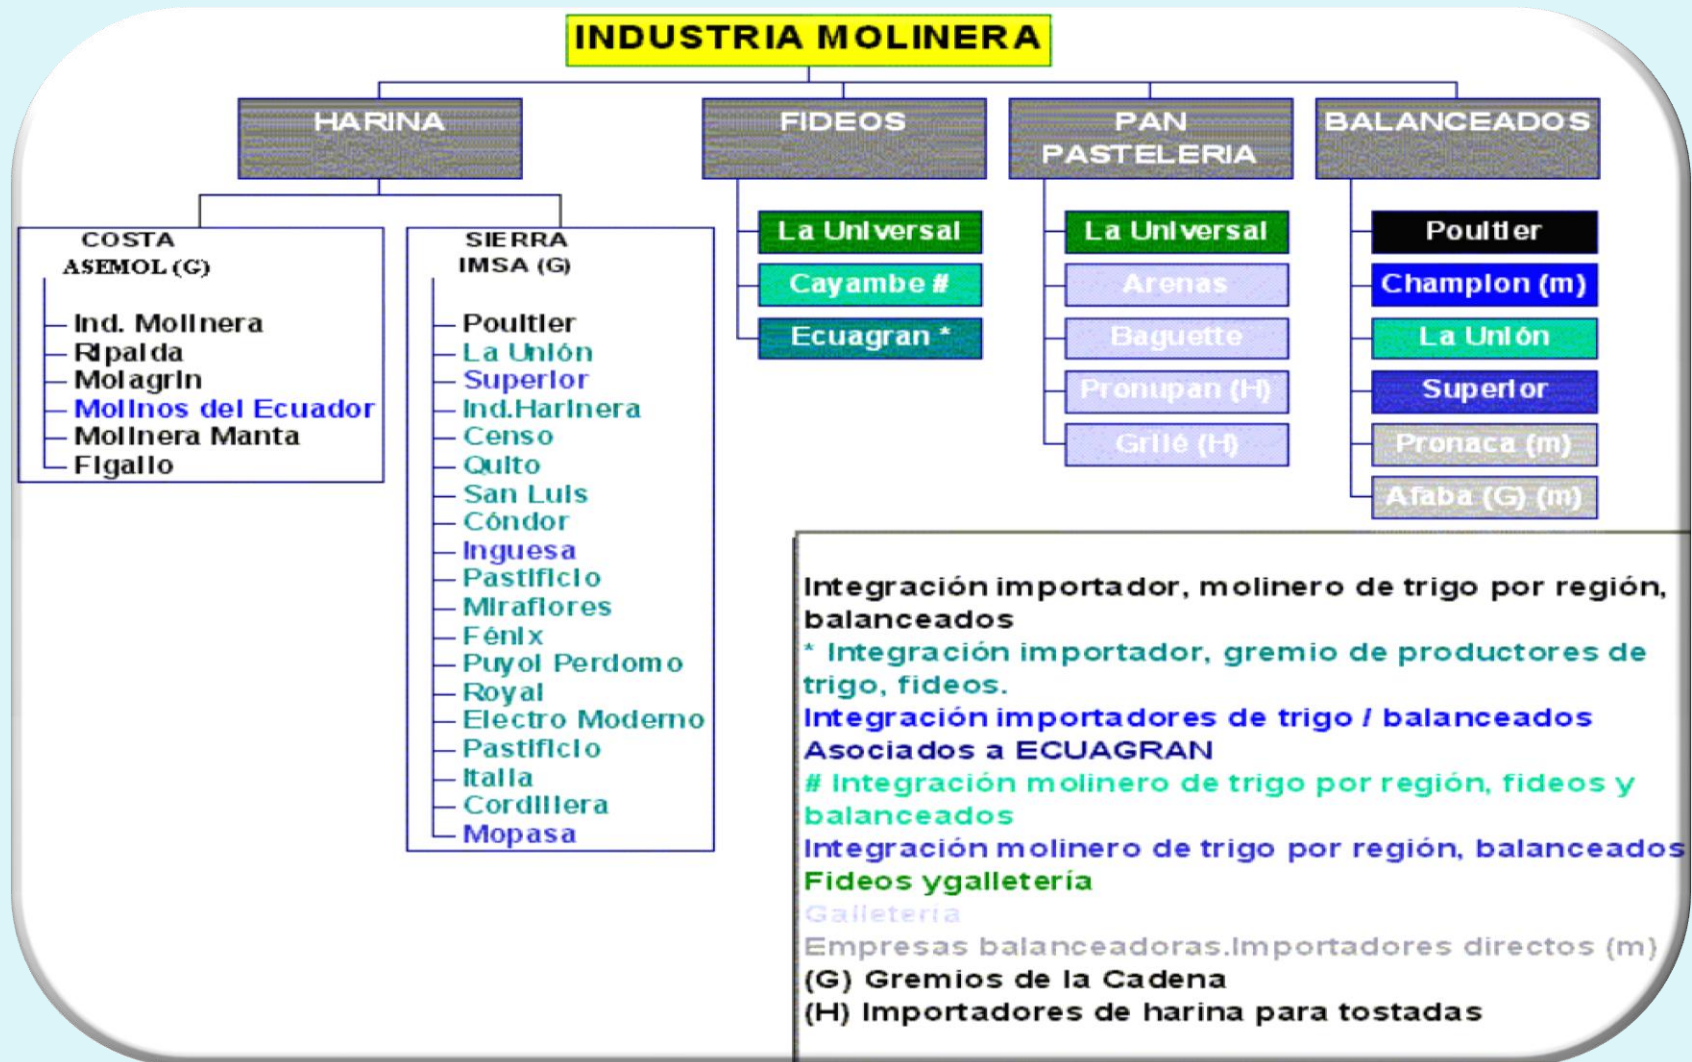 INDUSTRIA MOLINERA
HARINA
COSTA
ASEMOL (G)
Ind. Molinera
Ripalda
Molagrin
Molinos del Ecuador
Molinera Manta
Figallo
SIERRA
IMSA (G)
Poultier
La Unión
Superior
Ind.Harinera
Censo
Quito
San Luis
Cóndor
Inguesa
Pastificio
Miraflores
Fénix
Puyol Perdomo
Royal
Electro Moderno
Pastificio
Italia
Cordillera
Mopasa
FIDEOS
La Universal
Cayambe #
Ecuagran *
PAN
PASTELERIA
La Universal
Arenas
Baguette
Pronupan (H)
Grilé (H)
BALANCEADOS
Poultier
Champion (m)
La Unión
Superior
Pronaca (m)
Afaba (G) (m)
Integración importador, molinero de trigo por región,
balanceados
* Integración importador, gremio de productores de
trigo, fideos.
Integración importadores de trigo / balanceados
Asociados a ECUAGRAN
# Integración molinero de trigo por región, fideos y
balanceados
Integración molinero de trigo por región, balanceados
Fideos ygalletería
Galletería
Empresas balanceadoras.Importadores directos (m)
(G) Gremios de la Cadena
(H) Importadores de harina para tostadas